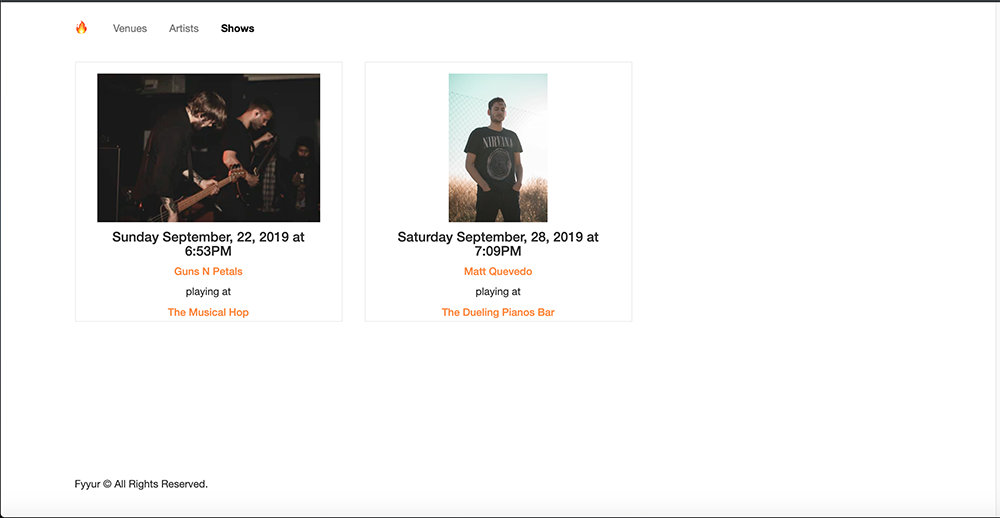 Venues Artists Shows
Sunday September, 22, 2019 at
6:53PM
Guns N Petals
playing at
The Musical Hop
NIRVANA
Saturday September, 28, 2019 at
7:09PM
Matt Quevedo
playing at
The Dueling Pianos Bar
Fyyur © All Rights Reserved.